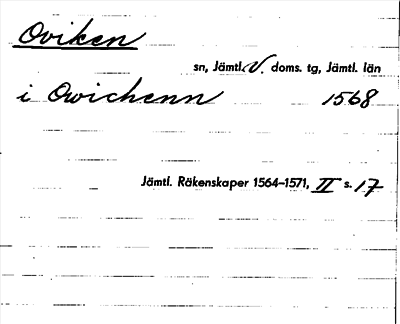 Oviken
sn, Jämtl. V. doms. tg, Jämtl. län
i Owichenn 1568
Jämtl. Räkenskaper 1564–1571, II s. 17